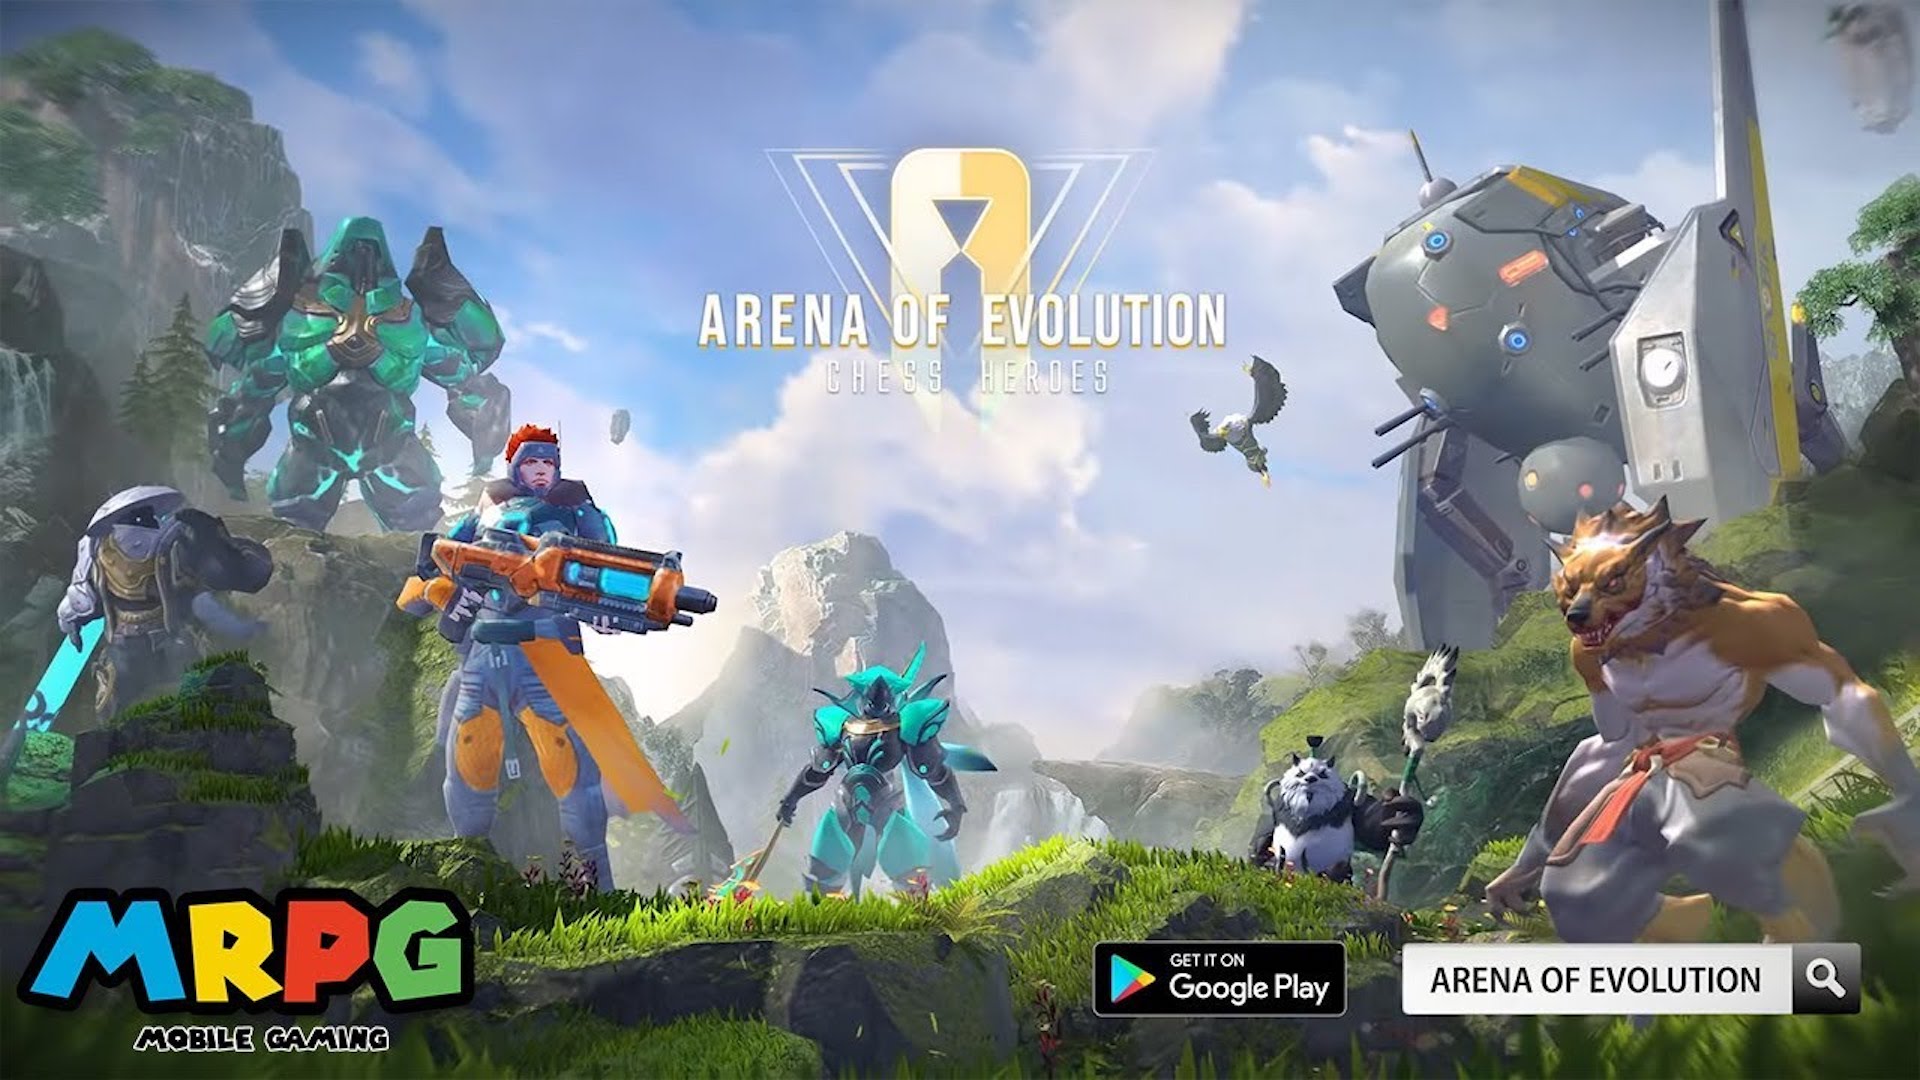 ARENA OF EVOLUTION
CHESS HEROES
MRPG
MOBILE GAMING
GET IT ON
Google Play
ARENA OF EVOLUTION